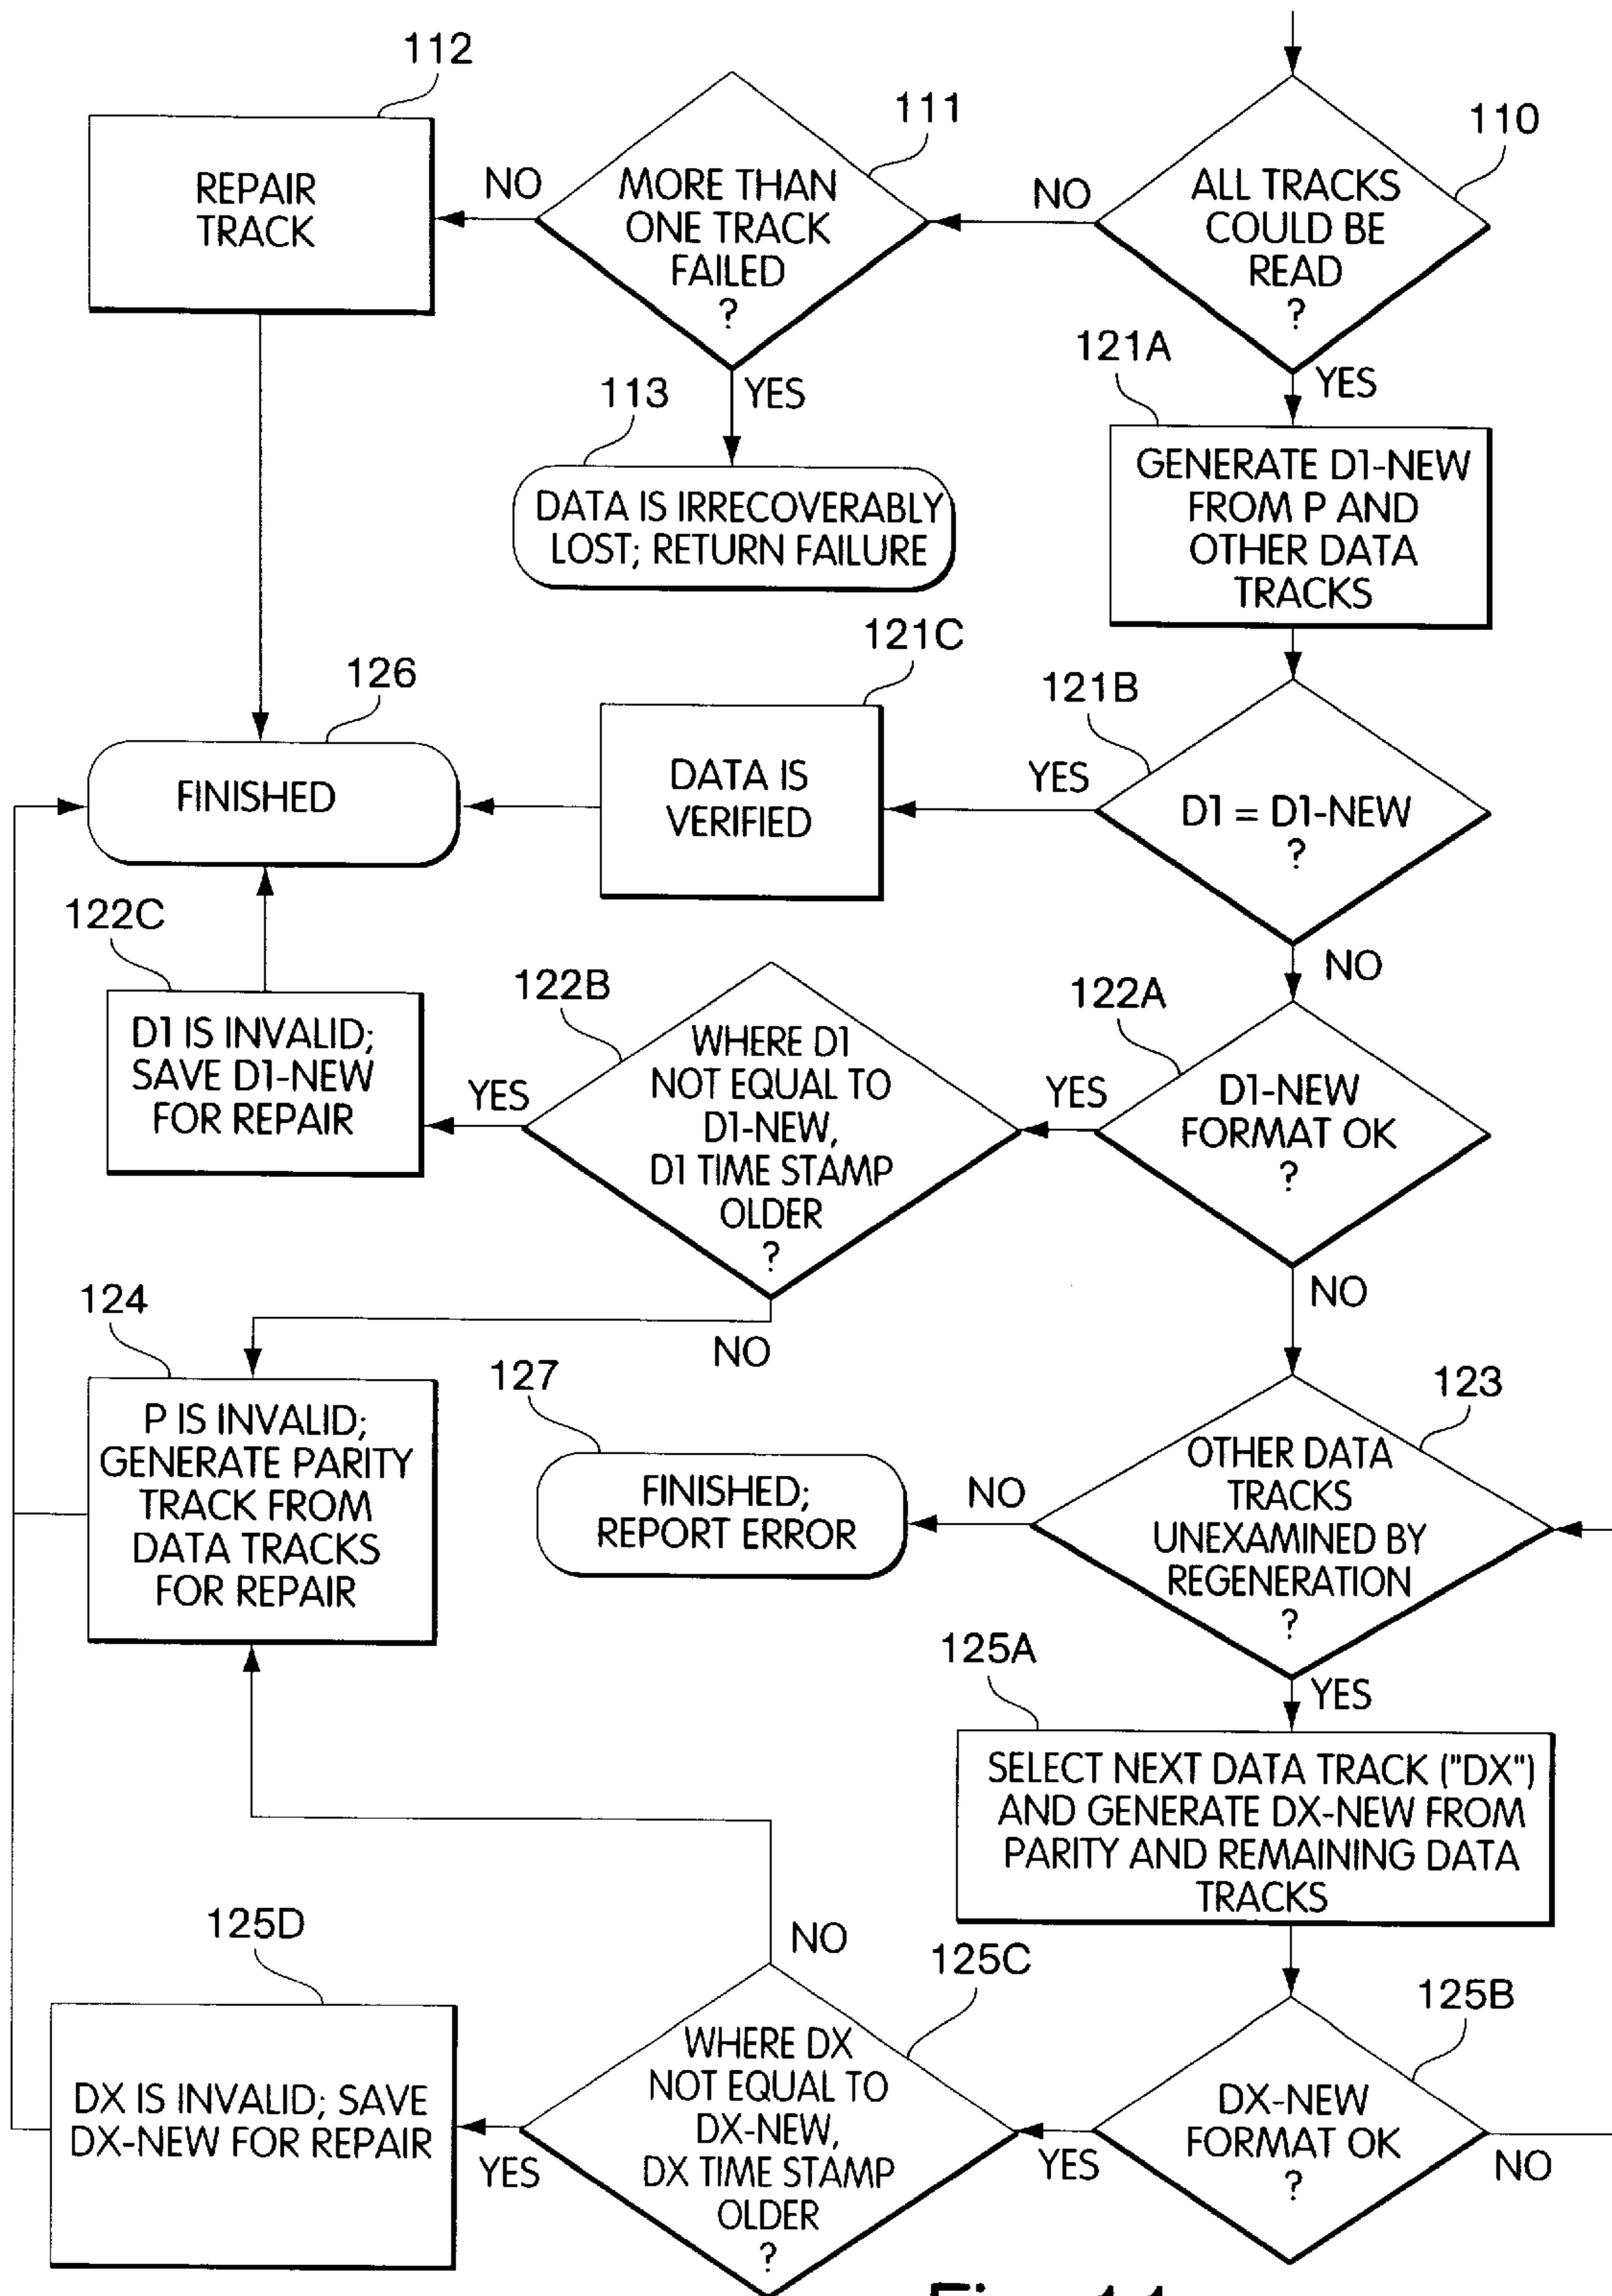 112
REPAIR
TRACK
NO
111
MORE THAN
ONE TRACK
FAILED
?
NO
110
ALL TRACKS
COULD BE
READ
?
YES
113
DATA IS IRRECOVERABLY
LOST; RETURN FAILURE
YES
121A
GENERATE D1-NEW
FROM P AND
OTHER DATA
TRACKS
126
FINISHED
121C
DATA IS
VERIFIED
YES
121B
D1 = D1-NEW
?
NO
122C
D1 IS INVALID;
SAVE D1-NEW
FOR REPAIR
YES
122B
WHERE D1
NOT EQUAL TO
D1-NEW,
D1 TIME STAMP
OLDER
?
NO
YES
122A
D1-NEW
FORMAT OK
?
NO
124
P IS INVALID;
GENERATE PARITY
TRACK FROM
DATA TRACKS
FOR REPAIR
127
FINISHED;
REPORT ERROR
NO
123
OTHER DATA
TRACKS
UNEXAMINED BY
REGENERATION
?
YES
125A
SELECT NEXT DATA TRACK ("DX")
AND GENERATE DX-NEW FROM
PARITY AND REMAINING DATA
TRACKS
125D
DX IS INVALID; SAVE
DX-NEW FOR REPAIR
YES
NO
125C
WHERE DX
NOT EQUAL TO
DX-NEW,
DX TIME STAMP
OLDER
?
YES
125B
DX-NEW
FORMAT OK
?
NO